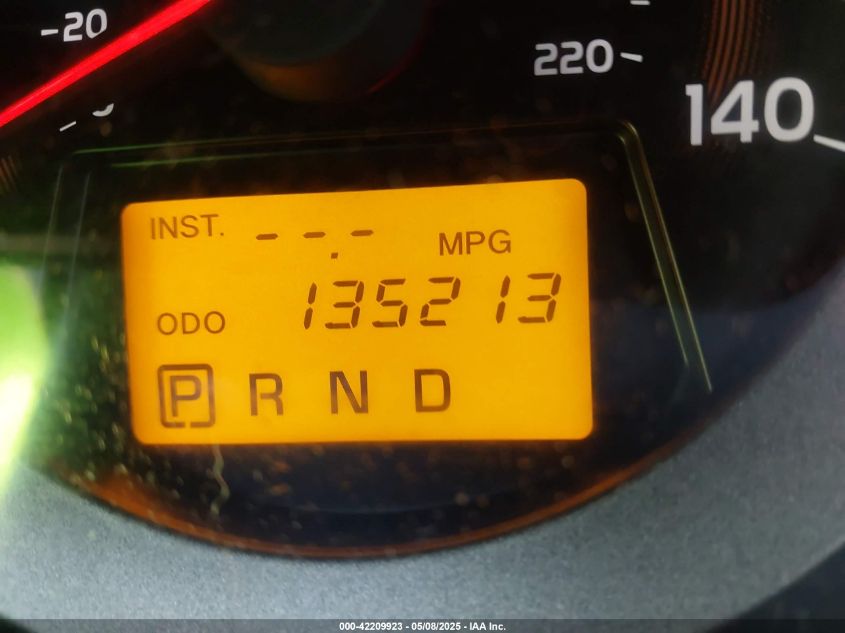 20
220
140
INST. --.- MPG
ODO 135213
P R N D
000-42209923 - 05/08/2025 - IAA Inc.